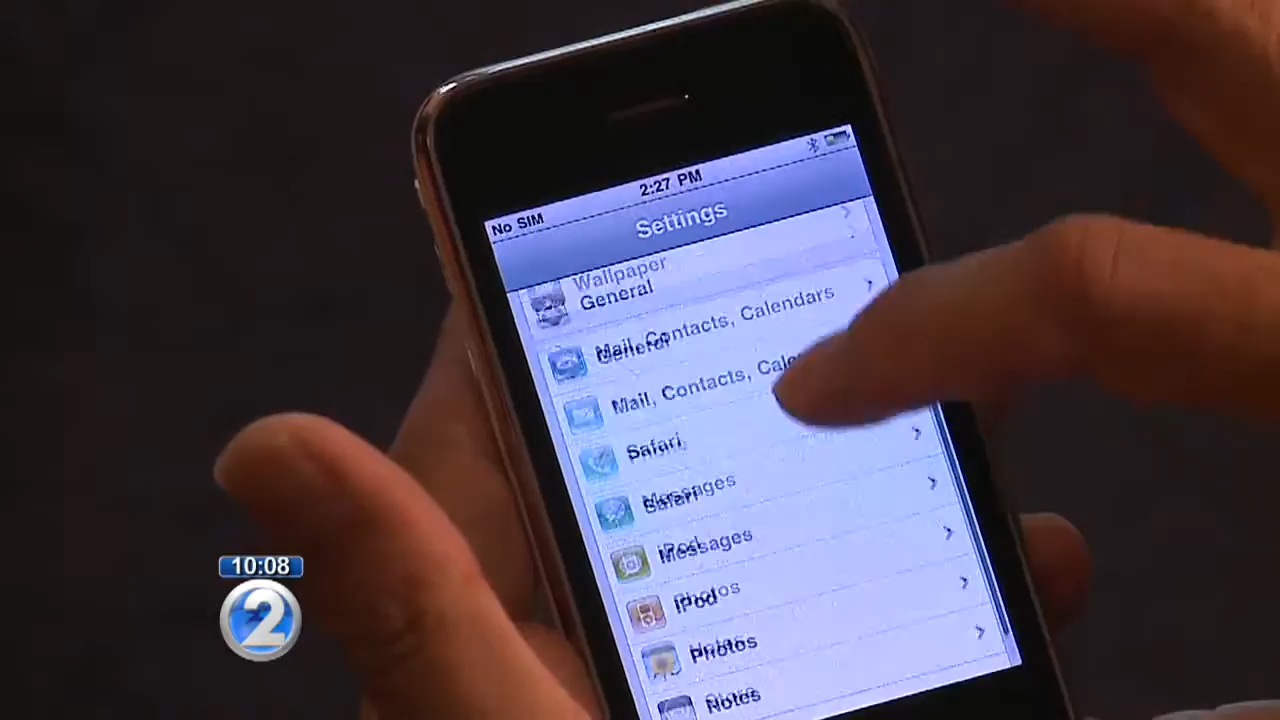 No SIM
2:27 PM
Settings
Wallpaper
General
Mail, Contacts, Calendars
General
Mail, Contacts, Cale
Safari
Messages
Safari
iPod
Messages
Photos
iPod
Photos
Store
Notes
10:08
2